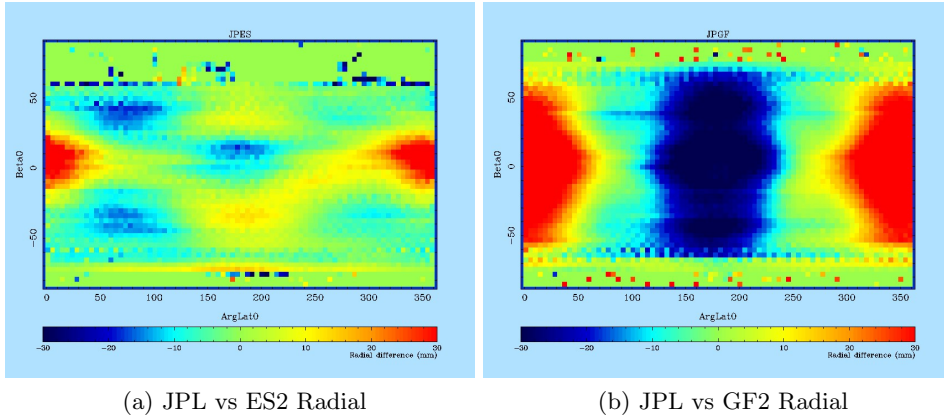 JPES
50
0
−50
Beta0
0 50 100 150 200 250 300 350
ArgLat0
−30 −20 −10 0 10 20 30
Radial difference (mm)
(a) JPL vs ES2 Radial
JPGF
50
0
−50
Beta0
0 50 100 150 200 250 300 350
ArgLat0
−30 −20 −10 0 10 20 30
Radial difference (mm)
(b) JPL vs GF2 Radial